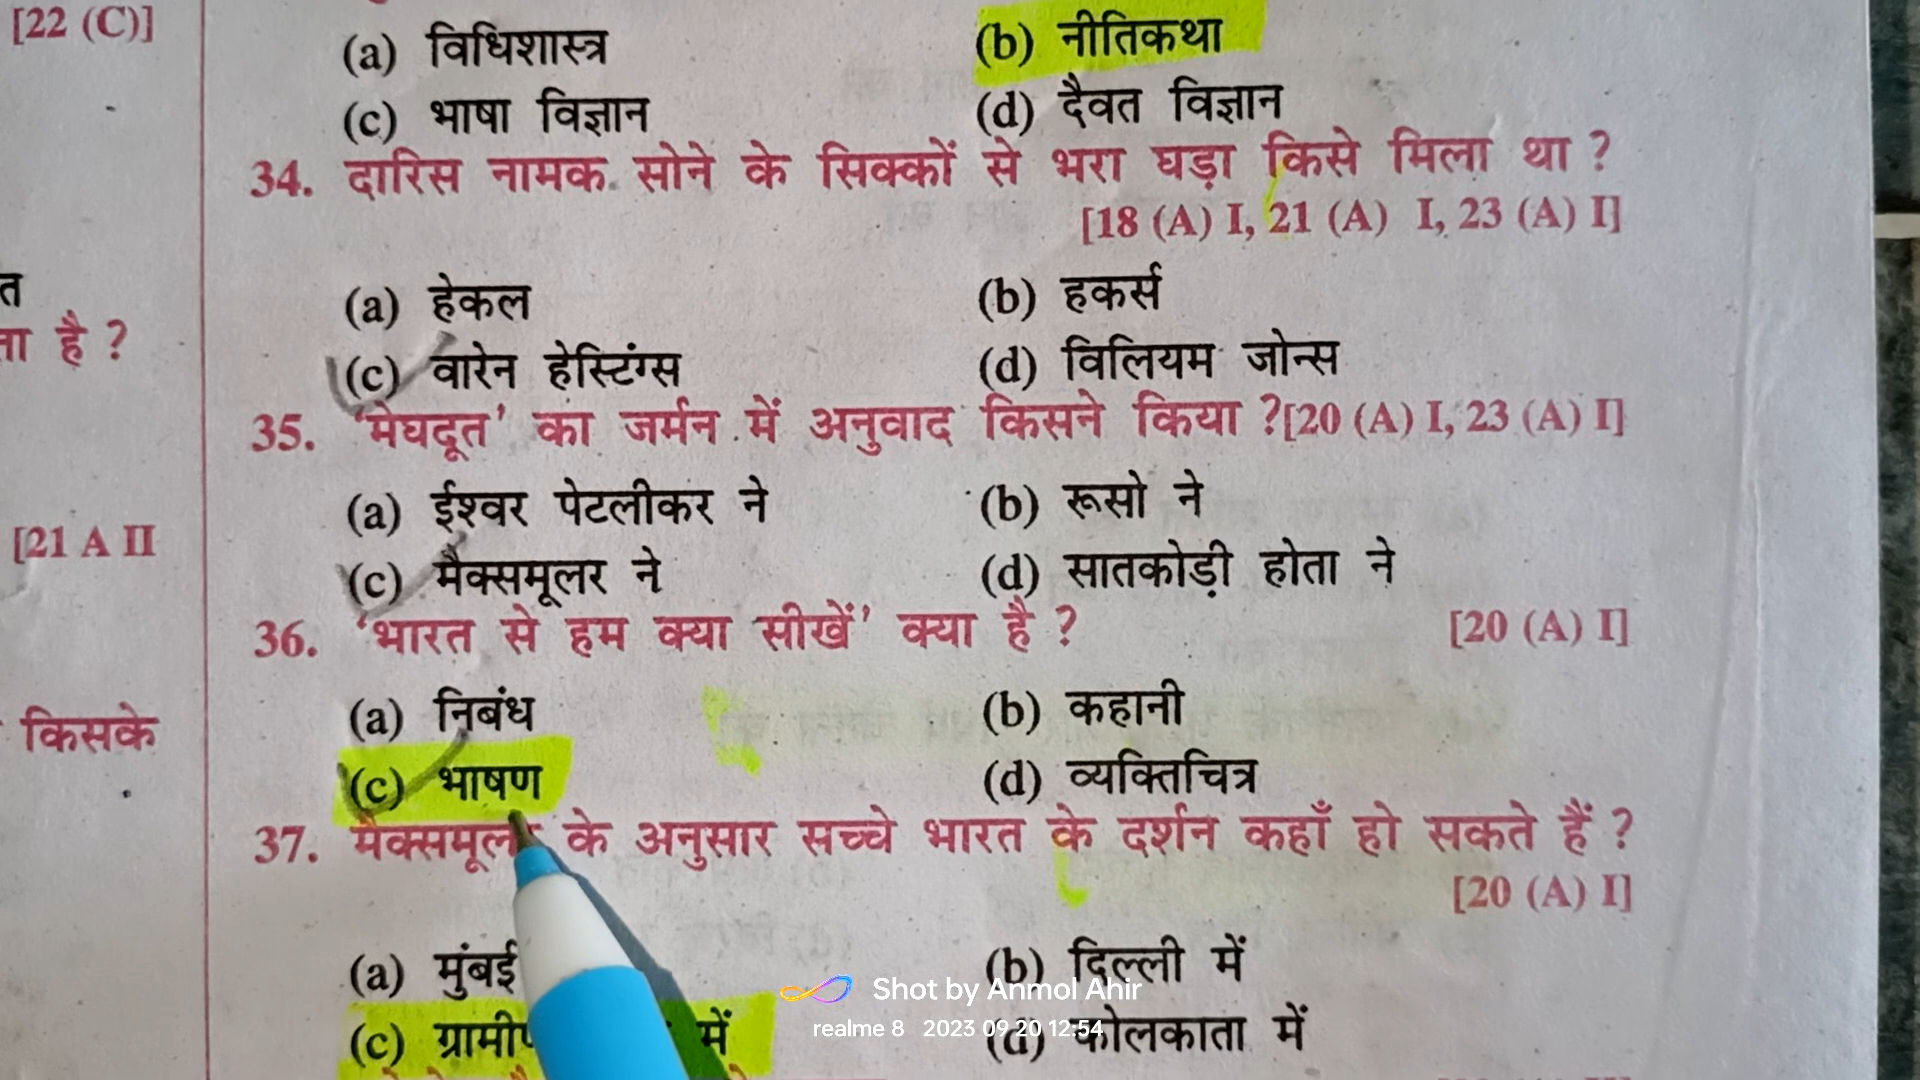 [22 (C)]
(a) विधिशास्त्र (b) नीतिकथा
(c) भाषा विज्ञान (d) दैवत विज्ञान
34. दारिस नामक सोने के सिक्कों से भरा घड़ा किसे मिला था ?
[18 (A) I, 21 (A) I, 23 (A) I]
(a) हेकल (b) हकर्स
(c) वारेन हेस्टिंग्स (d) विलियम जोन्स
35. 'मेघदूत' का जर्मन में अनुवाद किसने किया ?[20 (A) I, 23 (A) I]
(a) ईश्वर पेटलीकर ने (b) रूसो ने
(c) मैक्समूलर ने (d) सातकोड़ी होता ने
36. 'भारत से हम क्या सीखें' क्या है ? [20 (A) I]
(a) निबंध (b) कहानी
(c) भाषण (d) व्यक्तिचित्र
37. के अनुसार सच्चे भारत के दर्शन कहाँ हो सकते हैं ?
[20 (A) I]
(a) मुंबई (b) दिल्ली में
(c) में (d) कोलकाता में
त
है ?
[21 A II
किसके
Shot by Anmol Ahir
realme 8 2023 09 20 12:54